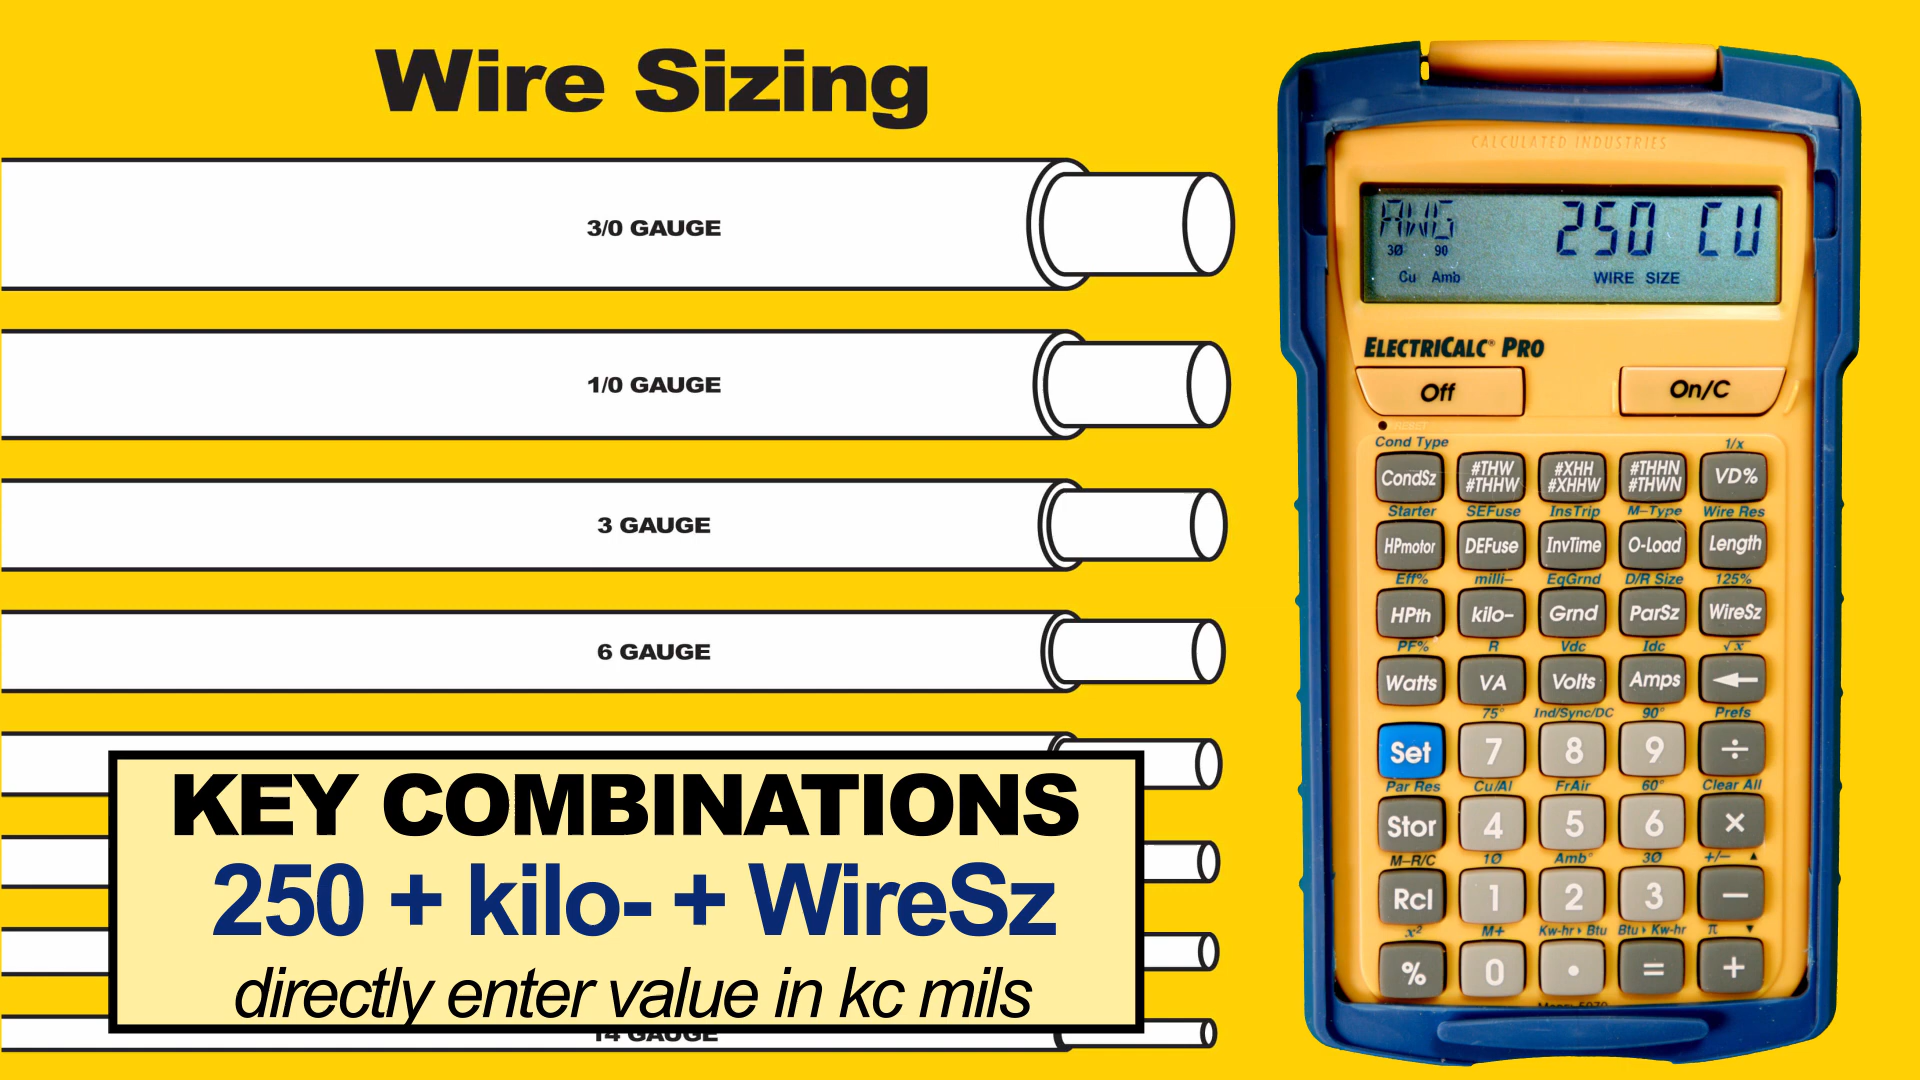 Wire Sizing
3/0 GAUGE
1/0 GAUGE
3 GAUGE
6 GAUGE
14 GAUGE
KEY COMBINATIONS
250 + kilo- + WireSz
directly enter value in kc mils
CALCULATED INDUSTRIES
AWG 250 CU
3Ø 90
Cu Amb WIRE SIZE
ELECTRICALC® PRO
Off On/C
RESET
Cond Type 1/x
CondSz #THW #THHW #XHH #XHHW #THHN #THWN VD%
Starter SEFuse InsTrip M–Type Wire Res
HPmotor DEFuse InvTime O-Load Length
Eff% milli– EqGrnd D/R Size 125%
HPth kilo– Grnd ParSz WireSz
PF% R Vdc Idc √x
Watts VA Volts Amps ←
75° Ind/Sync/DC 90° Prefs
Set 7 8 9 ÷
Par Res Cu/Al FrAir 60° Clear All
Stor 4 5 6 ×
M–R/C 1Ø Amb° 3Ø +/– ▲
Rcl 1 2 3 –
x² M+ Kw-hr ▸ Btu Btu ▸ Kw-hr π ▼
% 0 • = +